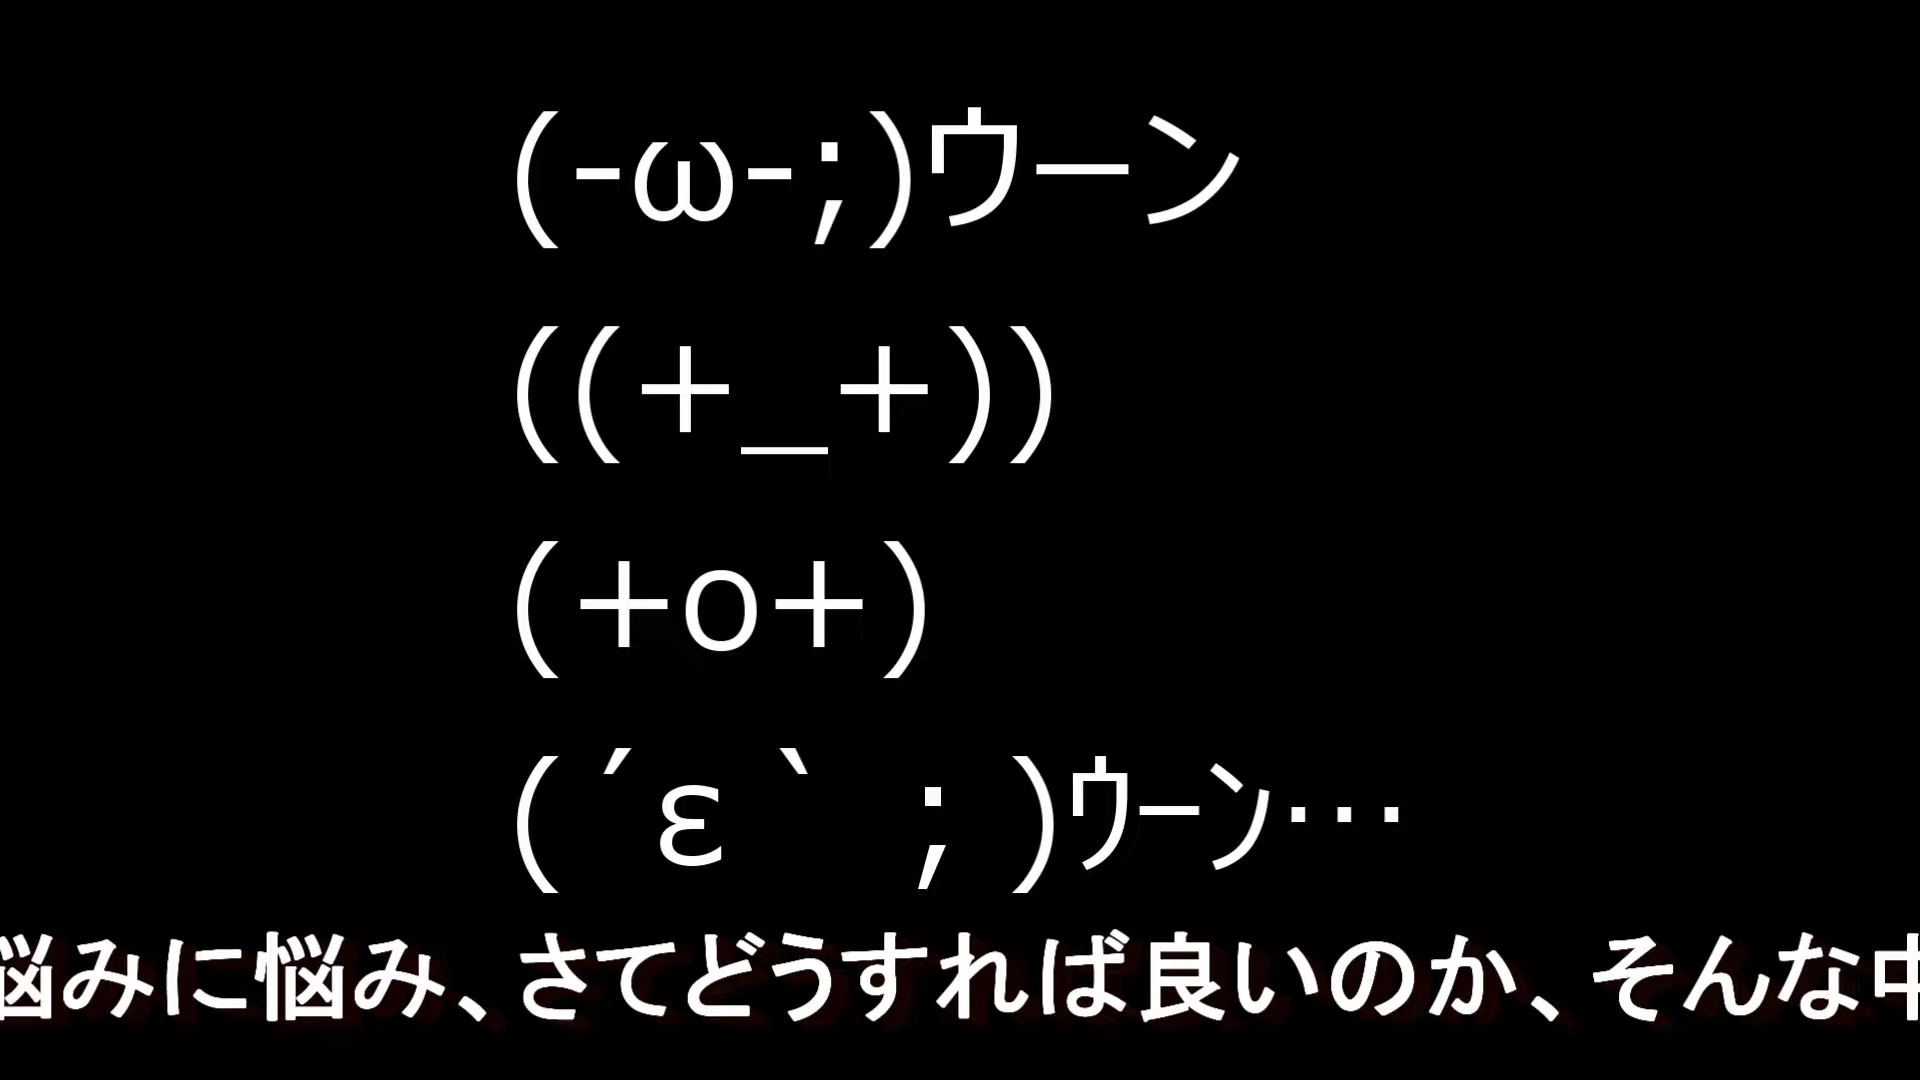 (-ω-;)ウーン
((+_+))
(+o+)
( ´ε｀ ; )ｳｰﾝ…
悩みに悩み、さてどうすれば良いのか、そんな中